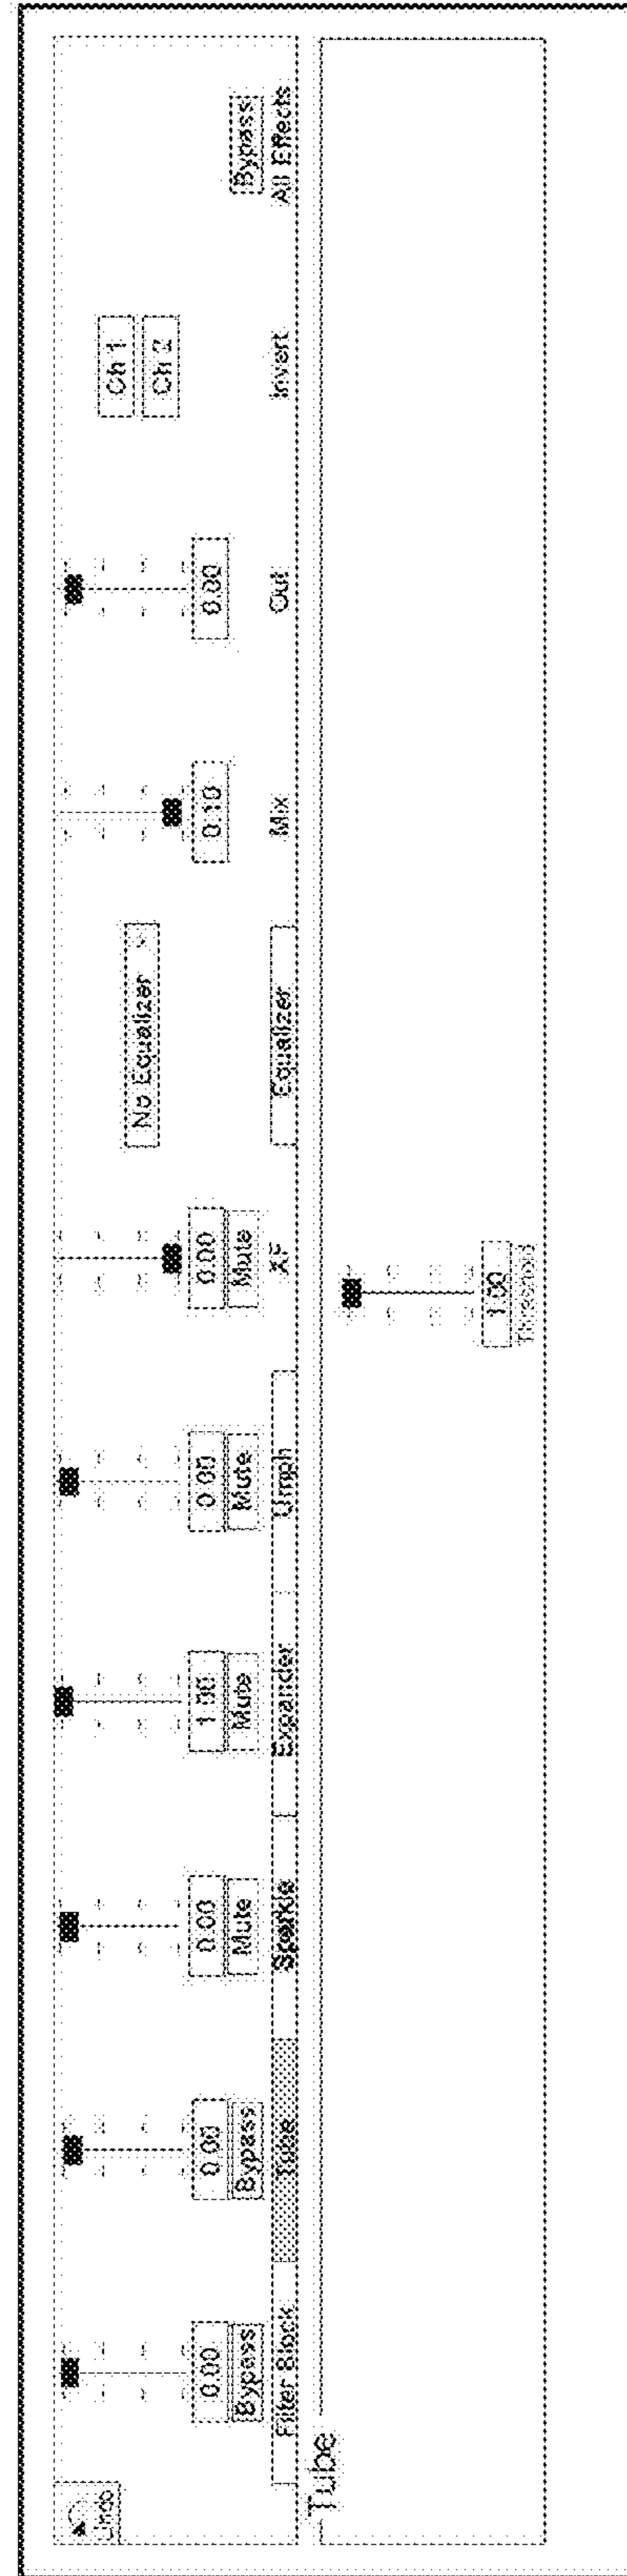 Undo
0.00 0.00 0.00 1.00 0.00 0.00 No Equalizer 0.10 0.00 Ch 1
Ch 2
Bypass Bypass Mute Mute Mute Mute Bypass
Filter Block Tube Sparkle Expander Umph XF Equalizer Mix Out Invert All Effects
Tube
1.00
Threshold